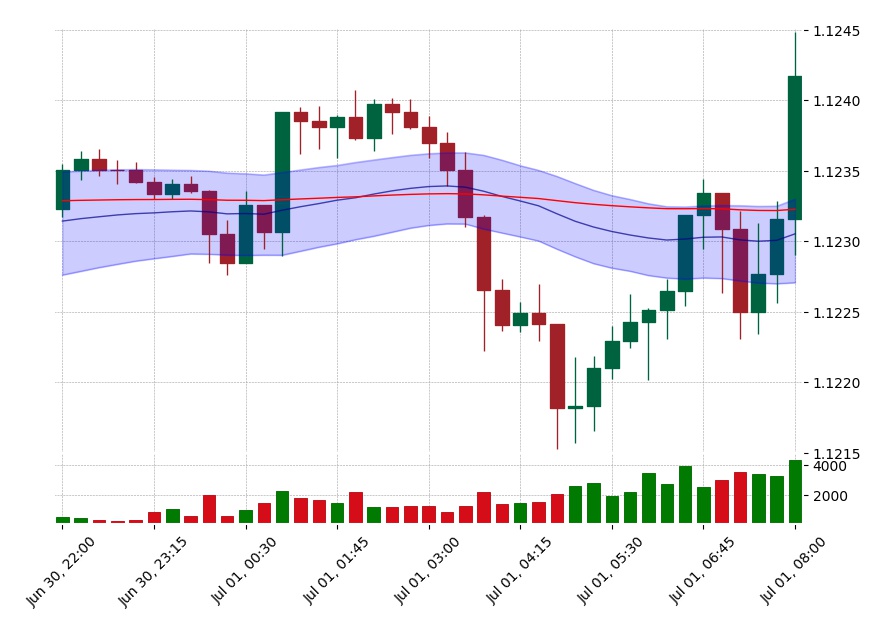 1.1245
1.1240
1.1235
1.1230
1.1225
1.1220
1.1215
4000
2000
Jun 30, 22:00
Jun 30, 23:15
Jul 01, 00:30
Jul 01, 01:45
Jul 01, 03:00
Jul 01, 04:15
Jul 01, 05:30
Jul 01, 06:45
Jul 01, 08:00